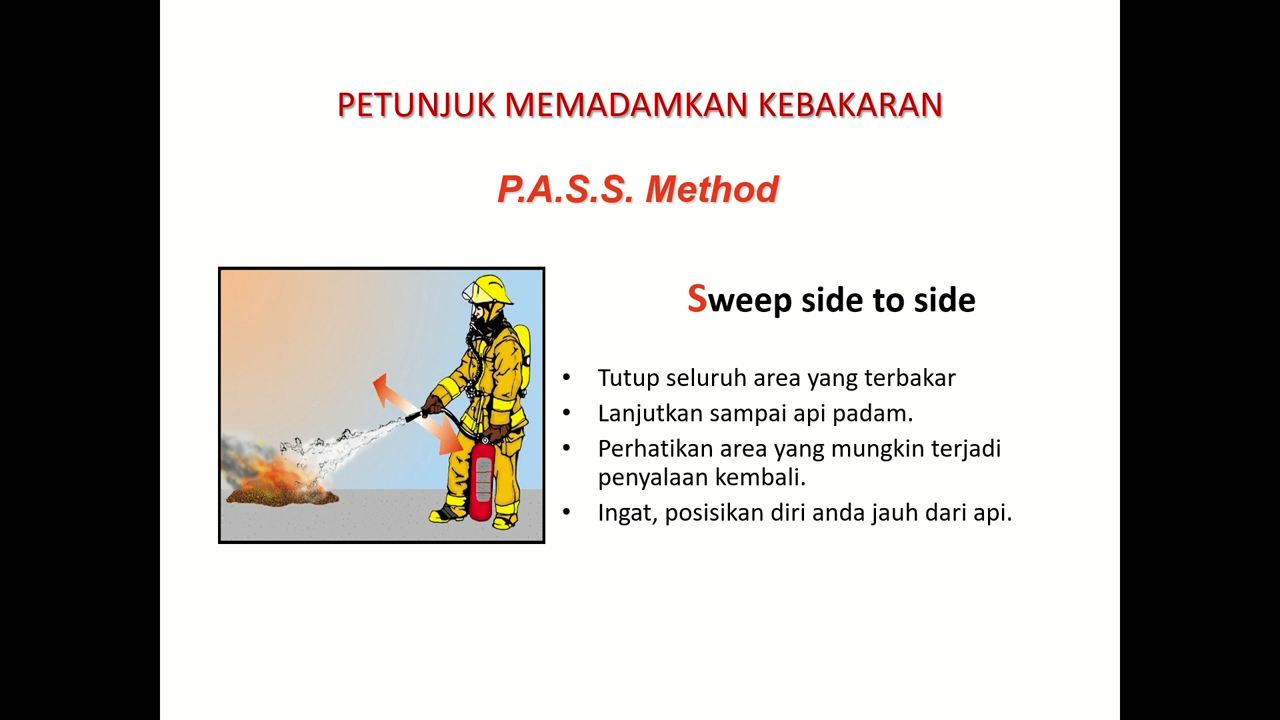 PETUNJUK MEMADAMKAN KEBAKARAN
P.A.S.S. Method
Sweep side to side
• Tutup seluruh area yang terbakar
• Lanjutkan sampai api padam.
• Perhatikan area yang mungkin terjadi
penyalaan kembali.
• Ingat, posisikan diri anda jauh dari api.